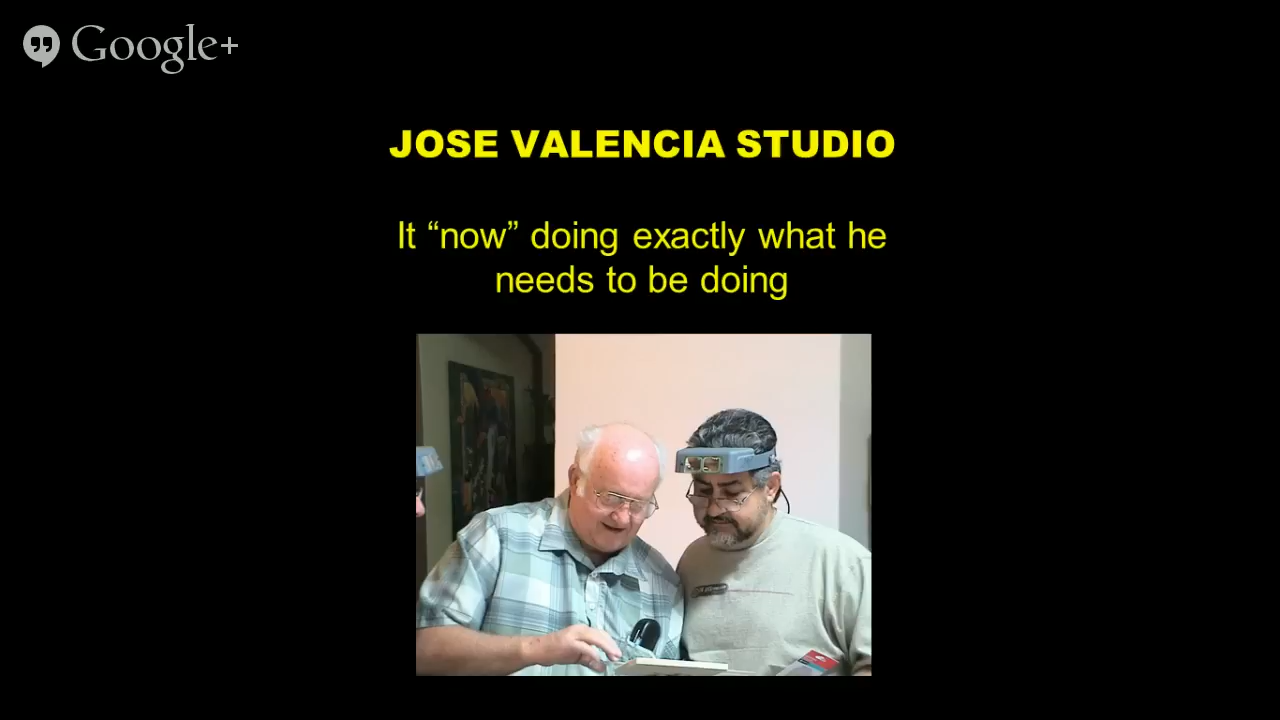 Google+
JOSE VALENCIA STUDIO
It “now” doing exactly what he
needs to be doing